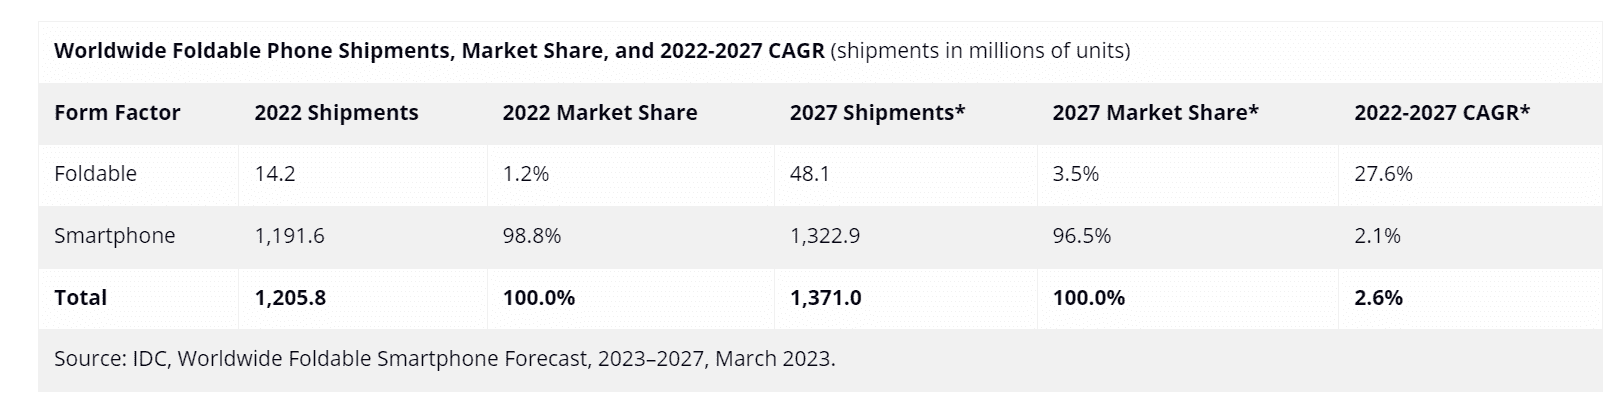 Worldwide Foldable Phone Shipments, Market Share, and 2022-2027 CAGR (shipments in millions of units)
Form Factor 2022 Shipments 2022 Market Share 2027 Shipments* 2027 Market Share* 2022-2027 CAGR*
Foldable 14.2 1.2% 48.1 3.5% 27.6%
Smartphone 1,191.6 98.8% 1,322.9 96.5% 2.1%
Total 1,205.8 100.0% 1,371.0 100.0% 2.6%
Source: IDC, Worldwide Foldable Smartphone Forecast, 2023–2027, March 2023.